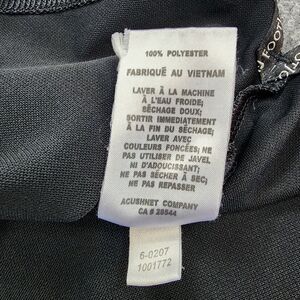 100% POLYESTER
FABRIQUÉ AU VIETNAM
LAVER À LA MACHINE
À L'EAU FROIDE;
SÉCHAGE DOUX;
SORTIR IMMÉDIATEMENT
À LA FIN DU SÉCHAGE;
LAVER AVEC
COULEURS FONCÉES; NE
PAS UTILISER DE JAVEL
NI D'ADOUCISSANT;
NE PAS SÉCHER À SEC;
NE PAS REPASSER
ACUSHNET COMPANY
CA # 28544
6-0207
1001772